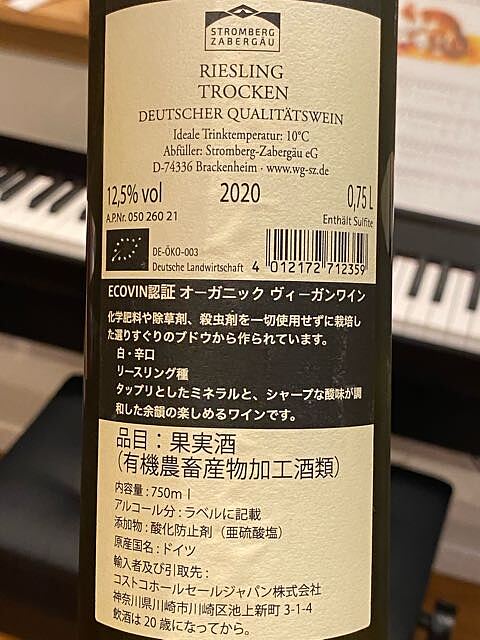 STROMBERG
ZABERGÄU
RIESLING
TROCKEN
DEUTSCHER QUALITÄTSWEIN
Ideale Trinktemperatur: 10°C
Abfüller: Stromberg-Zabergäu eG
D-74336 Brackenheim · www.wg-sz.de
12,5% vol 2020 0,75 L
A.P.Nr. 050 260 21 Enthält Sulfite
DE-ÖKO-003
Deutsche Landwirtschaft 4 012172 712359
ECOVIN認証 オーガニック ヴィーガンワイン
化学肥料や除草剤、殺虫剤を一切使用せずに栽培し
た選りすぐりのブドウから作られています。
白・辛口
リースリング種
タップリとしたミネラルと、シャープな酸味が調
和した余韻の楽しめるワインです。
品目：果実酒
（有機農畜産物加工酒類）
内容量：750ｍｌ
アルコール分：ラベルに記載
添加物：酸化防止剤（亜硫酸塩）
原産国名：ドイツ
輸入者及び引取先：
コストコホールセールジャパン株式会社
神奈川県川崎市川崎区池上新町 3-1-4
飲酒は 20 歳になってから。